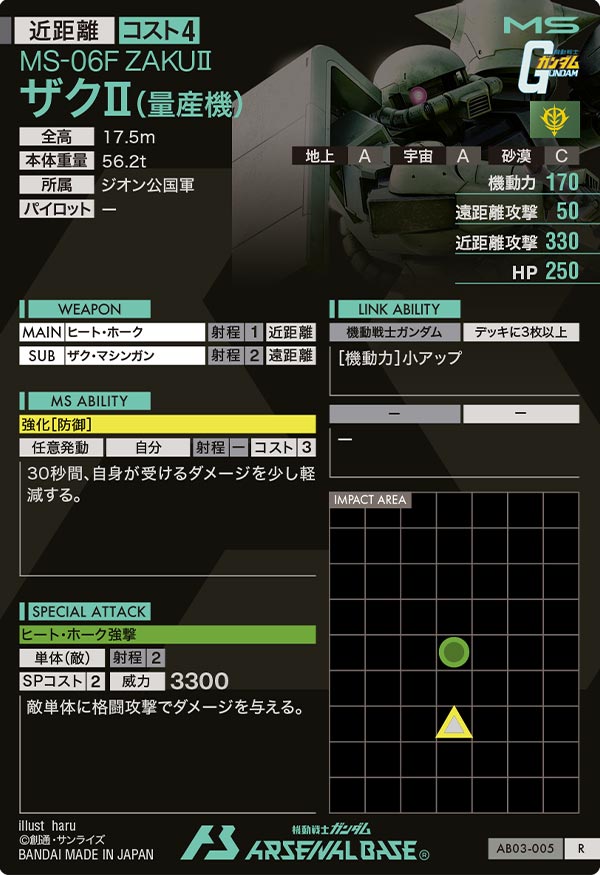 近距離 コスト4
MS
MS-06F ZAKUⅡ
機動戦士
ガンダム
GUNDAM
ザクⅡ(量産機)
全高 17.5m
本体重量 56.2t
所属 ジオン公国軍
パイロット ー
地上 A 宇宙 A 砂漠 C
機動力 170
遠距離攻撃 50
近距離攻撃 330
HP 250
WEAPON
MAIN ヒート・ホーク 射程 1 近距離
SUB ザク・マシンガン 射程 2 遠距離
MS ABILITY
強化[防御]
任意発動 自分 射程 ー コスト 3
30秒間、自身が受けるダメージを少し軽
減する。
SPECIAL ATTACK
ヒート・ホーク強撃
単体(敵) 射程 2
SPコスト 2 威力 3300
敵単体に格闘攻撃でダメージを与える。
LINK ABILITY
機動戦士ガンダム デッキに3枚以上
[機動力]小アップ
ー ー
ー
IMPACT AREA
illust haru
©創通・サンライズ
BANDAI MADE IN JAPAN
機動戦士ガンダム
ARSENAL BASE®
AB03-005 R